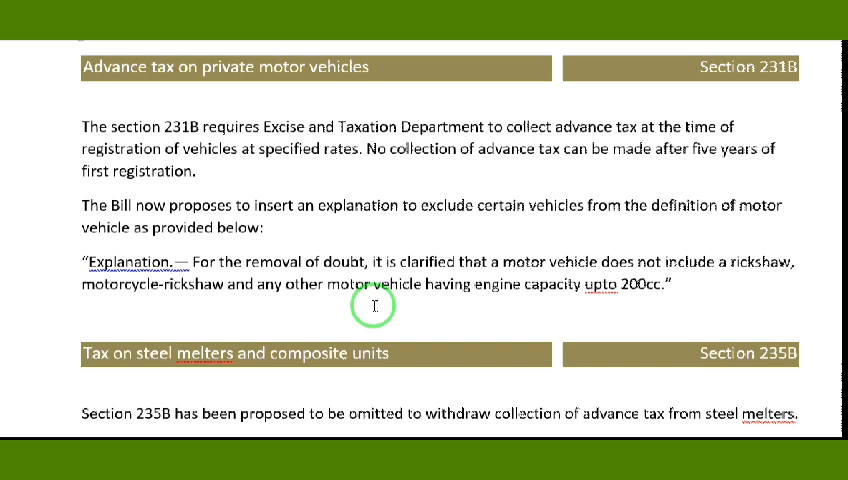 Advance tax on private motor vehicles Section 231B
The section 231B requires Excise and Taxation Department to collect advance tax at the time of
registration of vehicles at specified rates. No collection of advance tax can be made after five years of
first registration.
The Bill now proposes to insert an explanation to exclude certain vehicles from the definition of motor
vehicle as provided below:
“Explanation.— For the removal of doubt, it is clarified that a motor vehicle does not include a rickshaw,
motorcycle-rickshaw and any other motor vehicle having engine capacity upto 200cc.”
Tax on steel melters and composite units Section 235B
Section 235B has been proposed to be omitted to withdraw collection of advance tax from steel melters.